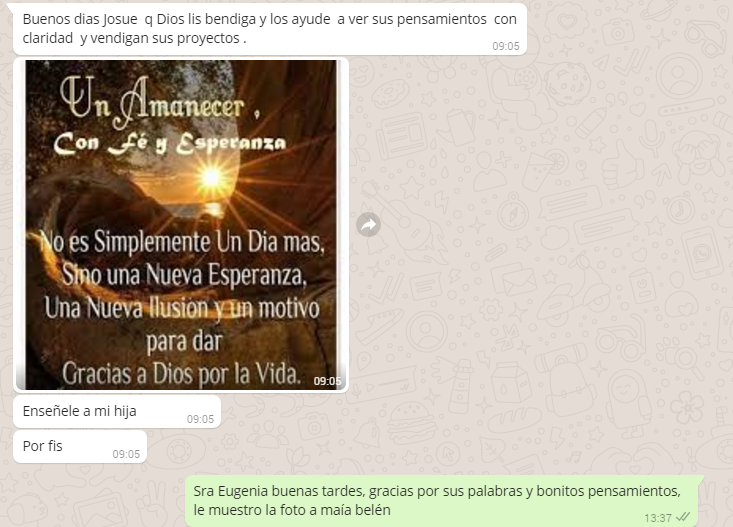 Buenos dias Josue q Dios lis bendiga y los ayude a ver sus pensamientos con
claridad y vendigan sus proyectos .
09:05
Un Amanecer ,
Con Fé y Esperanza
No es Simplemente Un Dia mas,
Sino una Nueva Esperanza,
Una Nueva Ilusión y un motivo
para dar
Gracias a Dios por la Vida.
09:05
Enseñele a mi hija
09:05
Por fis
09:05
Sra Eugenia buenas tardes, gracias por sus palabras y bonitos pensamientos,
le muestro la foto a maía belén
13:37